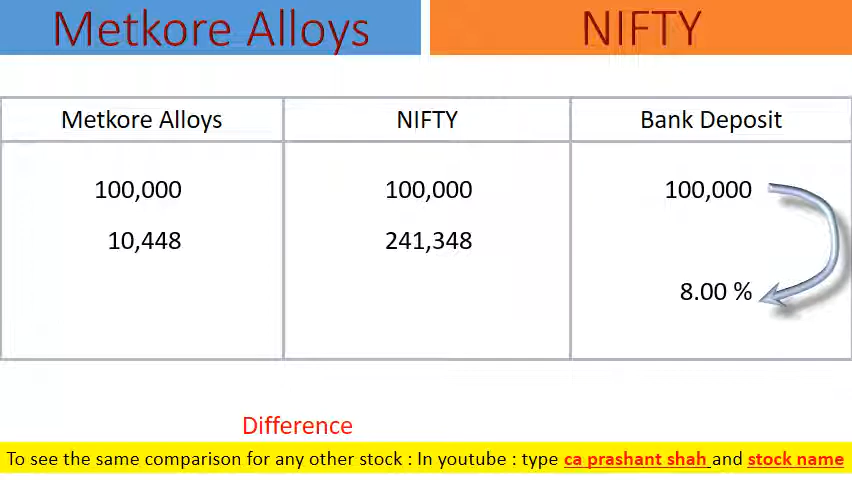 Metkore Alloys NIFTY
Metkore Alloys NIFTY Bank Deposit
100,000 100,000 100,000
10,448 241,348
8.00 %
Difference
To see the same comparison for any other stock : In youtube : type ca prashant shah and stock name